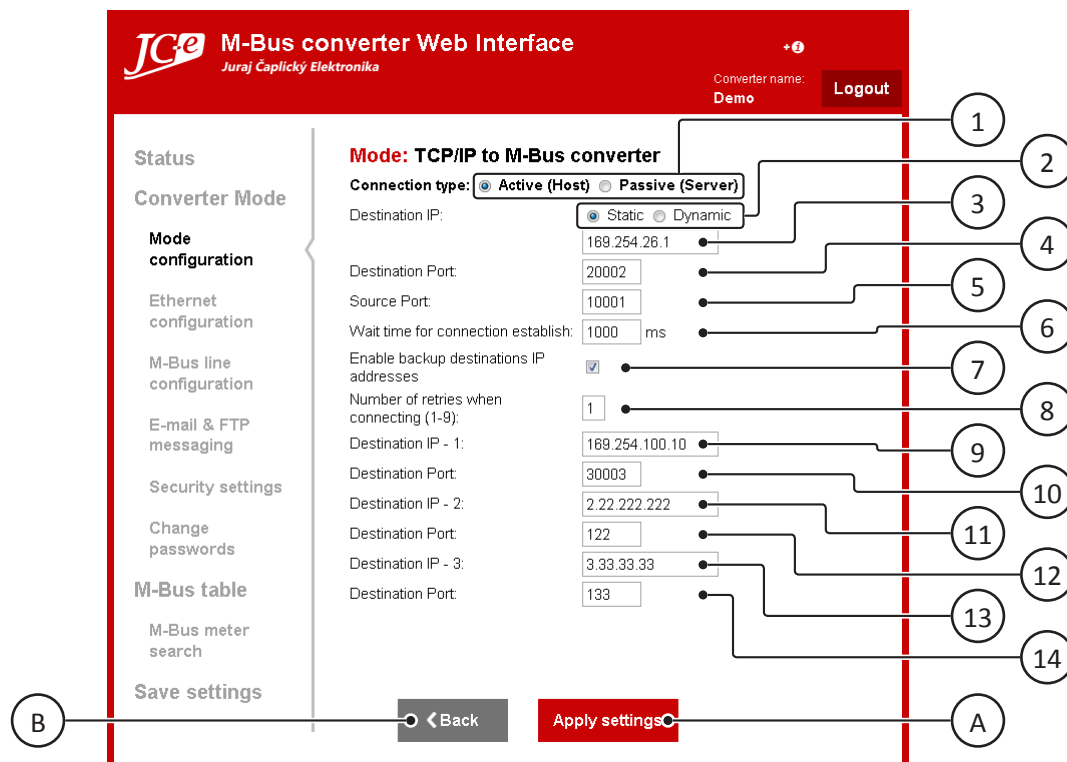 JC-e M-Bus converter Web Interface
Juraj Čaplický Elektronika
+i
Converter name:
Demo
Logout
Status
Converter Mode
Mode
configuration
Ethernet
configuration
M-Bus line
configuration
E-mail & FTP
messaging
Security settings
Change
passwords
M-Bus table
M-Bus meter
search
Save settings
Mode: TCP/IP to M-Bus converter
Connection type: Active (Host) Passive (Server)
Destination IP: Static Dynamic
169.254.26.1
Destination Port: 20002
Source Port: 10001
Wait time for connection establish: 1000 ms
Enable backup destinations IP
addresses
Number of retries when
connecting (1-9): 1
Destination IP - 1: 169.254.100.10
Destination Port: 30003
Destination IP - 2: 2.22.222.222
Destination Port: 122
Destination IP - 3: 3.33.33.33
Destination Port: 133
Back
Apply settings
1
2
3
4
5
6
7
8
9
10
11
12
13
14
B
A